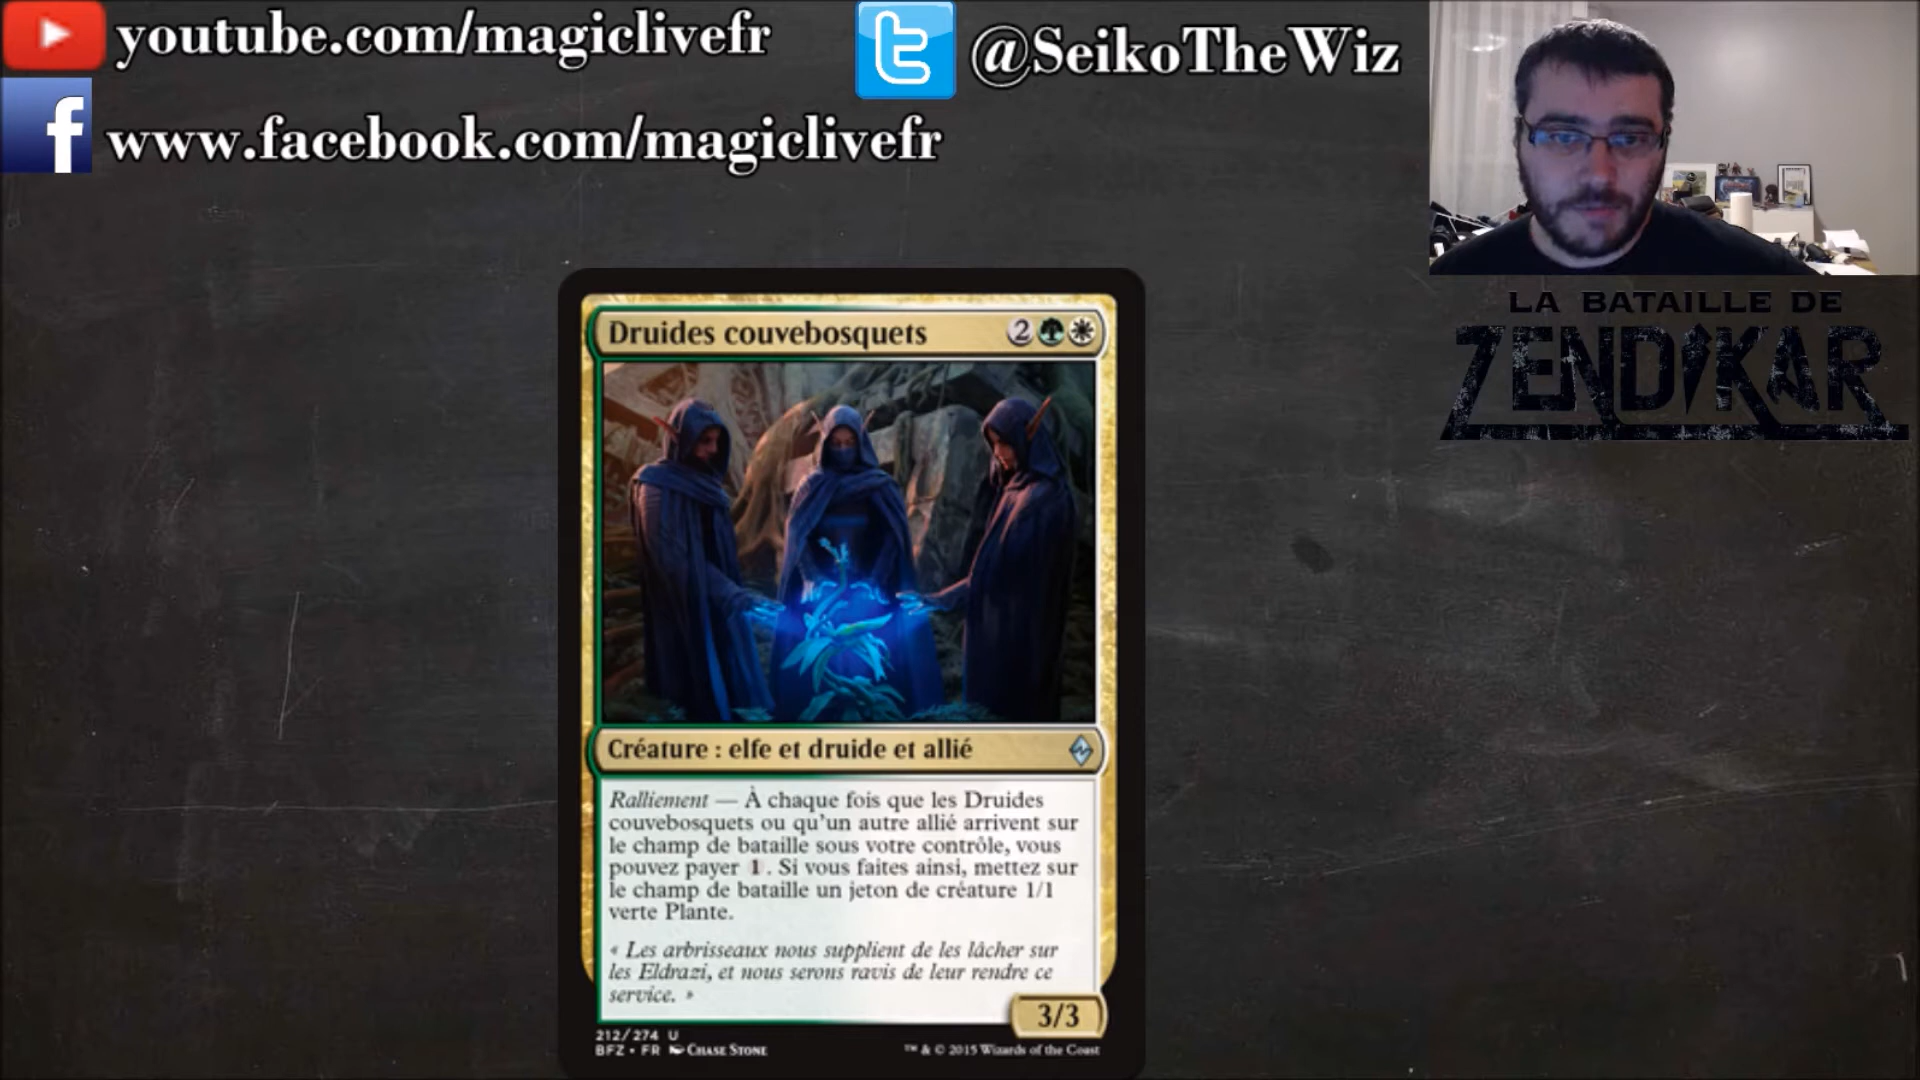 youtube.com/magiclivefr
@SeikoTheWiz
www.facebook.com/magiclivefr
LA BATAILLE DE
ZENDIKAR
Druides couvebosquets 2
Créature : elfe et druide et allié
Ralliement — À chaque fois que les Druides
couvebosquets ou qu'un autre allié arrivent sur
le champ de bataille sous votre contrôle, vous
pouvez payer 1. Si vous faites ainsi, mettez sur
le champ de bataille un jeton de créature 1/1
verte Plante.
« Les arbrisseaux nous supplient de les lâcher sur
les Eldrazi, et nous serons ravis de leur rendre ce
service. »
3/3
212/274 U
BFZ • FR Chase Stone
™ & © 2015 Wizards of the Coast